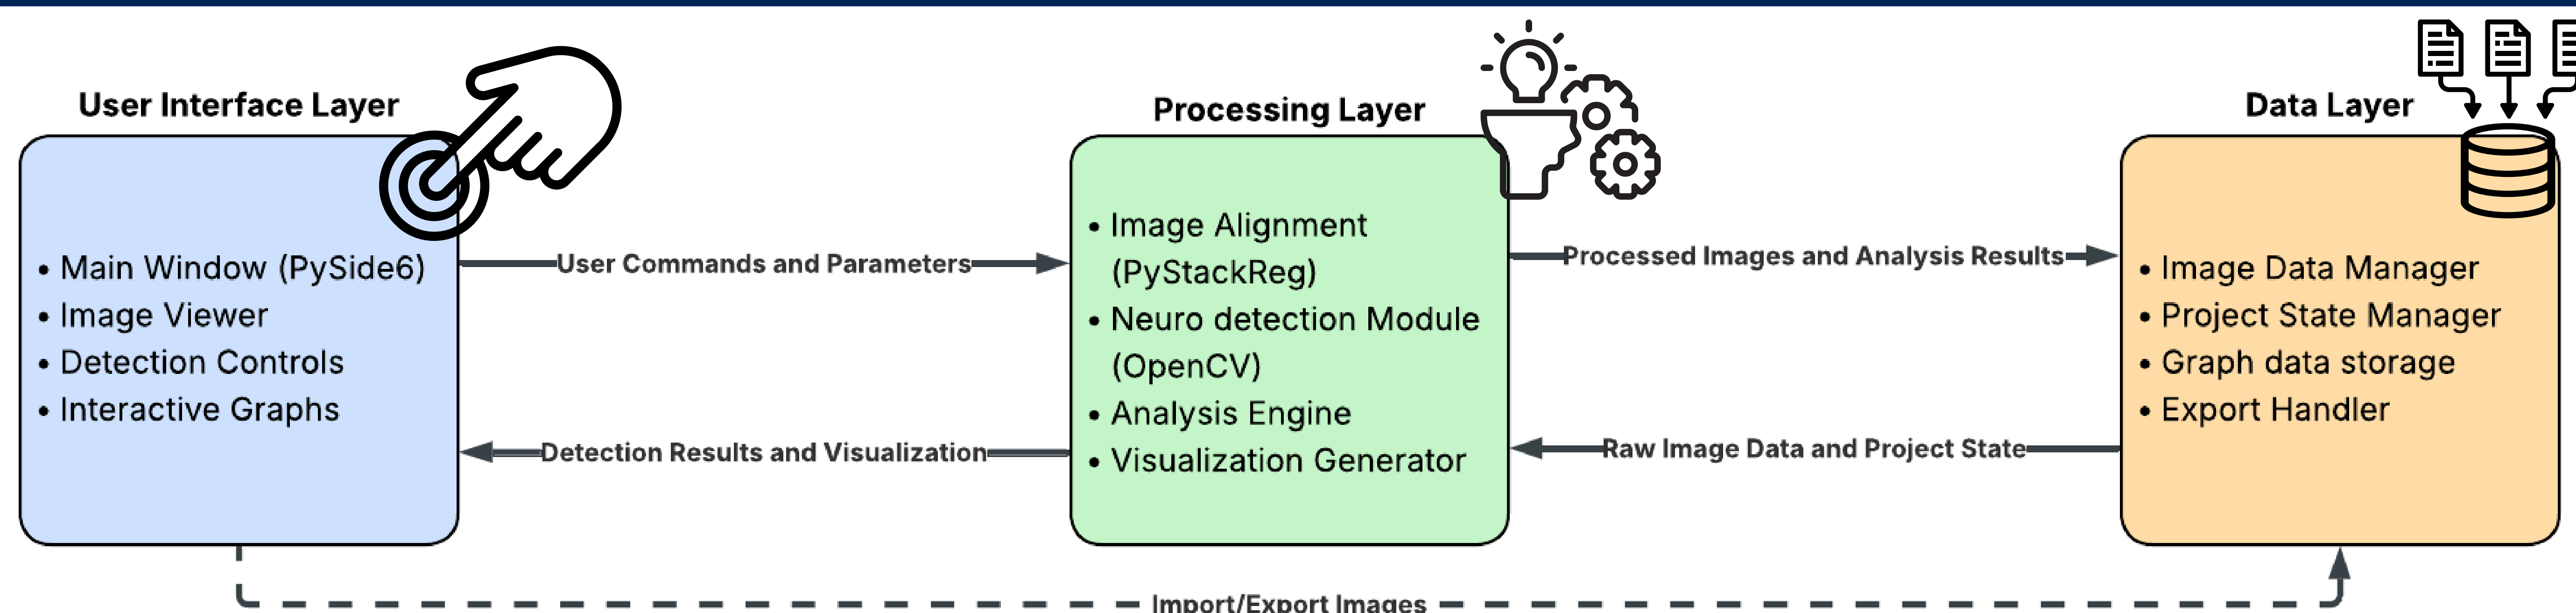 User Interface Layer
• Main Window (PySide6)
• Image Viewer
• Detection Controls
• Interactive Graphs
User Commands and Parameters
Detection Results and Visualization
Processing Layer
• Image Alignment
(PyStackReg)
• Neuro detection Module
(OpenCV)
• Analysis Engine
• Visualization Generator
Processed Images and Analysis Results
Raw Image Data and Project State
Data Layer
• Image Data Manager
• Project State Manager
• Graph data storage
• Export Handler
Import/Export Images